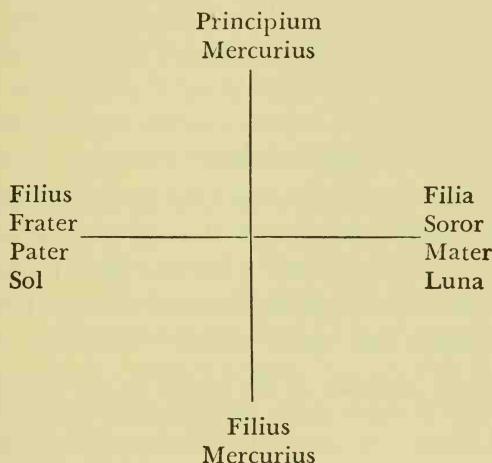 Principium
Mercurius
Filius
Frater
Pater
Sol
Filia
Soror
Mater
Luna
Filius
Mercurius